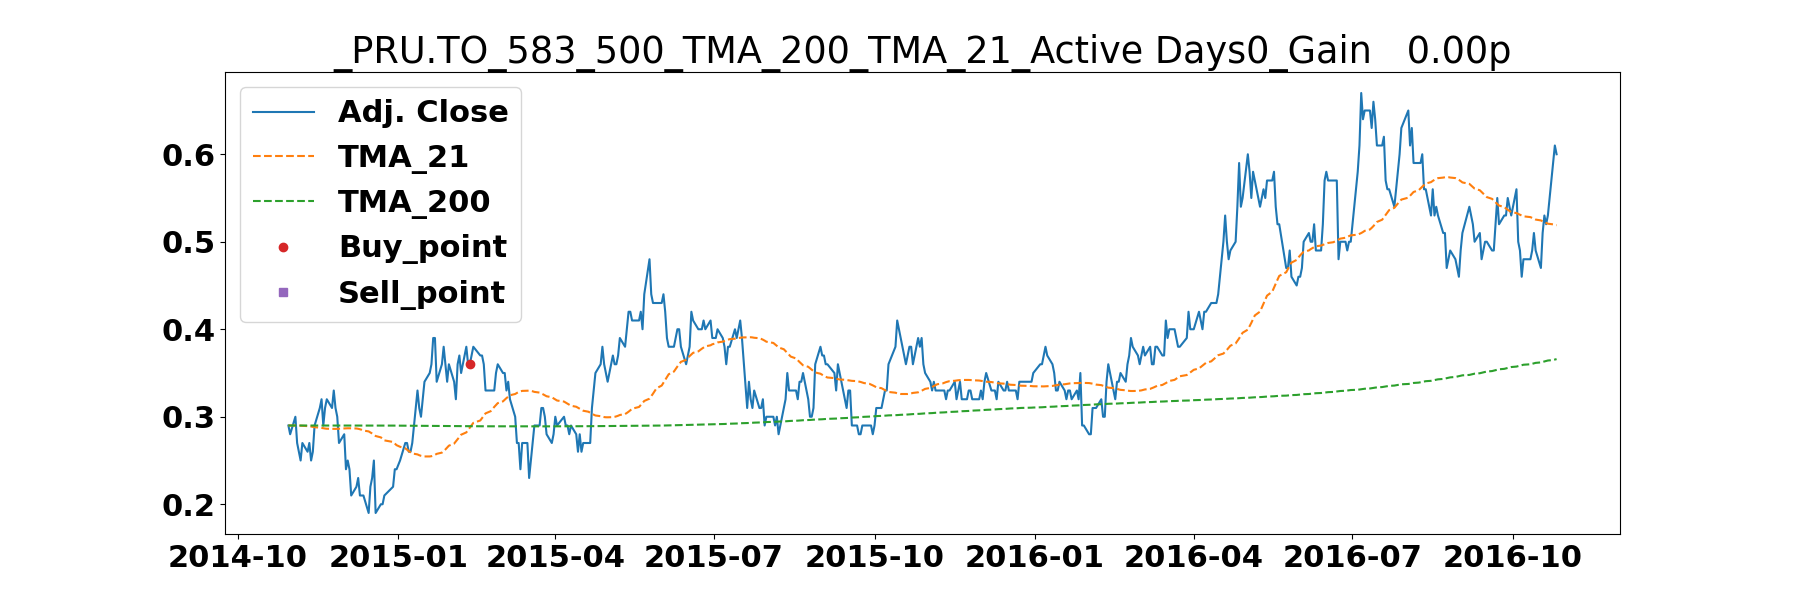 _PRU.TO_583_500_TMA_200_TMA_21_Active Days0_Gain   0.00p
Adj. Close
TMA_21
TMA_200
Buy_point
Sell_point
0.6
0.5
0.4
0.3
0.2
2014-10 2015-01 2015-04 2015-07 2015-10 2016-01 2016-04 2016-07 2016-10